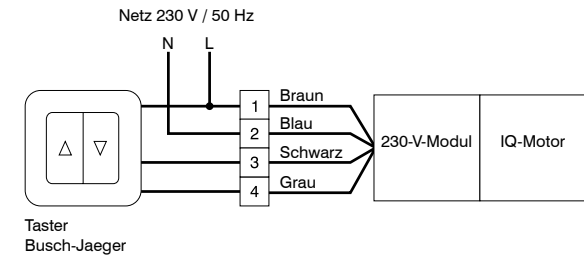 Netz 230 V / 50 Hz
N L
1 Braun
2 Blau
3 Schwarz
4 Grau
230-V-Modul
IQ-Motor
Taster
Busch-Jaeger